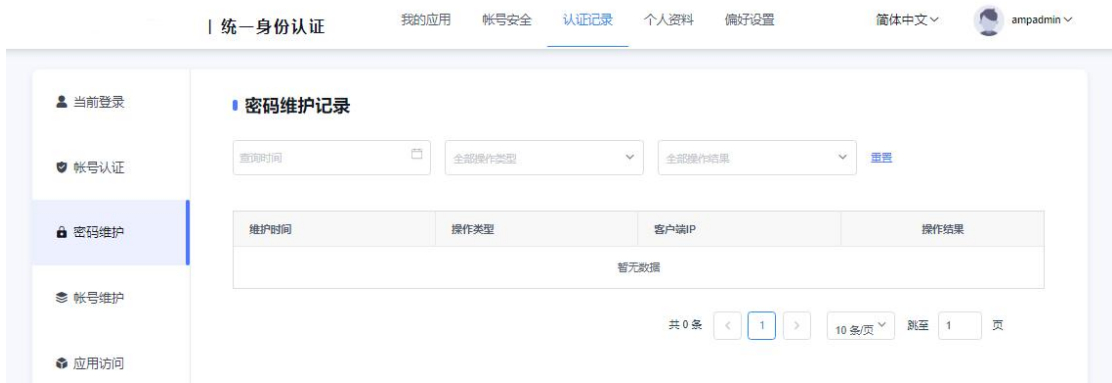 | 统一身份认证
我的应用
帐号安全
认证记录
个人资料
偏好设置
简体中文
ampadmin
当前登录
帐号认证
密码维护
帐号维护
应用访问
密码维护记录
查询时间
全部操作类型
全部操作结果
重置
维护时间 操作类型 客户端IP 操作结果
暂无数据
共 0 条 < 1 > 10 条/页 跳至 1 页